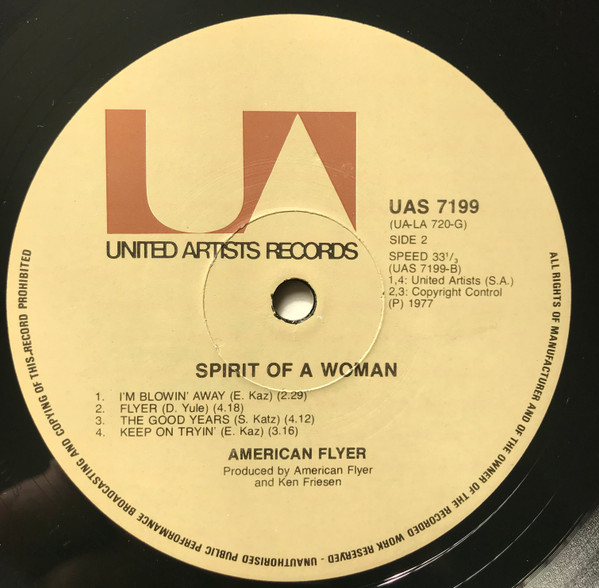 UA
UNITED ARTISTS RECORDS
UAS 7199
(UA-LA 720-G)
SIDE 2
SPEED 33⅓
(UAS 7199-B)
1,4: United Artists (S.A.)
2,3: Copyright Control
(P) 1977
SPIRIT OF A WOMAN
1. I'M BLOWIN' AWAY (E. Kaz) (2.29)
2. FLYER (D. Yule) (4.18)
3. THE GOOD YEARS (S. Katz) (4.12)
4. KEEP ON TRYIN' (E. Kaz) (3.16)
AMERICAN FLYER
Produced by American Flyer
and Ken Friesen
ALL RIGHTS OF MANUFACTURER AND OF THE OWNER OF THE RECORDED WORK RESERVED - UNAUTHORISED PUBLIC PERFORMANCE BROADCASTING AND COPYING OF THIS RECORD PROHIBITED